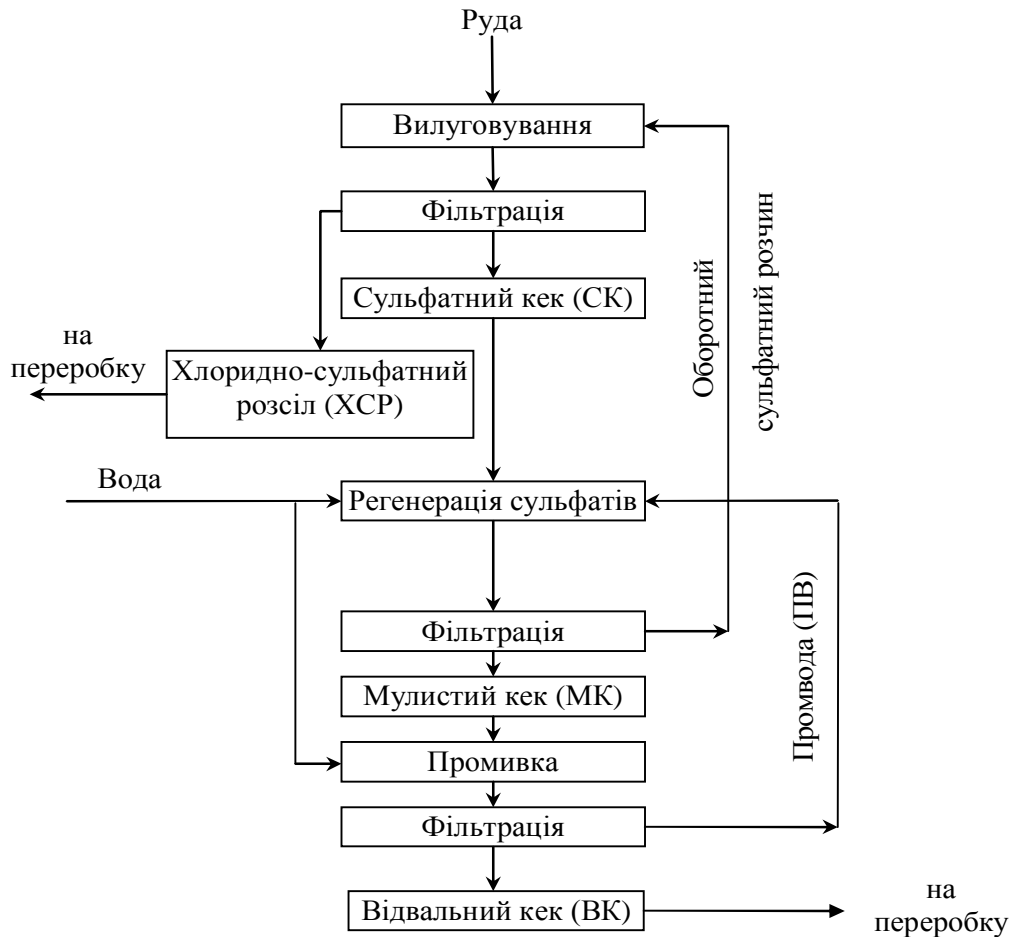 Руда
Вилуговування
Фільтрація
Сульфатний кек (СК)
на
переробку
Хлоридно-сульфатний
розсіл (ХСР)
Оборотний
сульфатний розчин
Вода
Регенерація сульфатів
Фільтрація
Мулистий кек (МК)
Промивка
Промвода (ПВ)
Фільтрація
Відвальний кек (ВК)
на
переробку